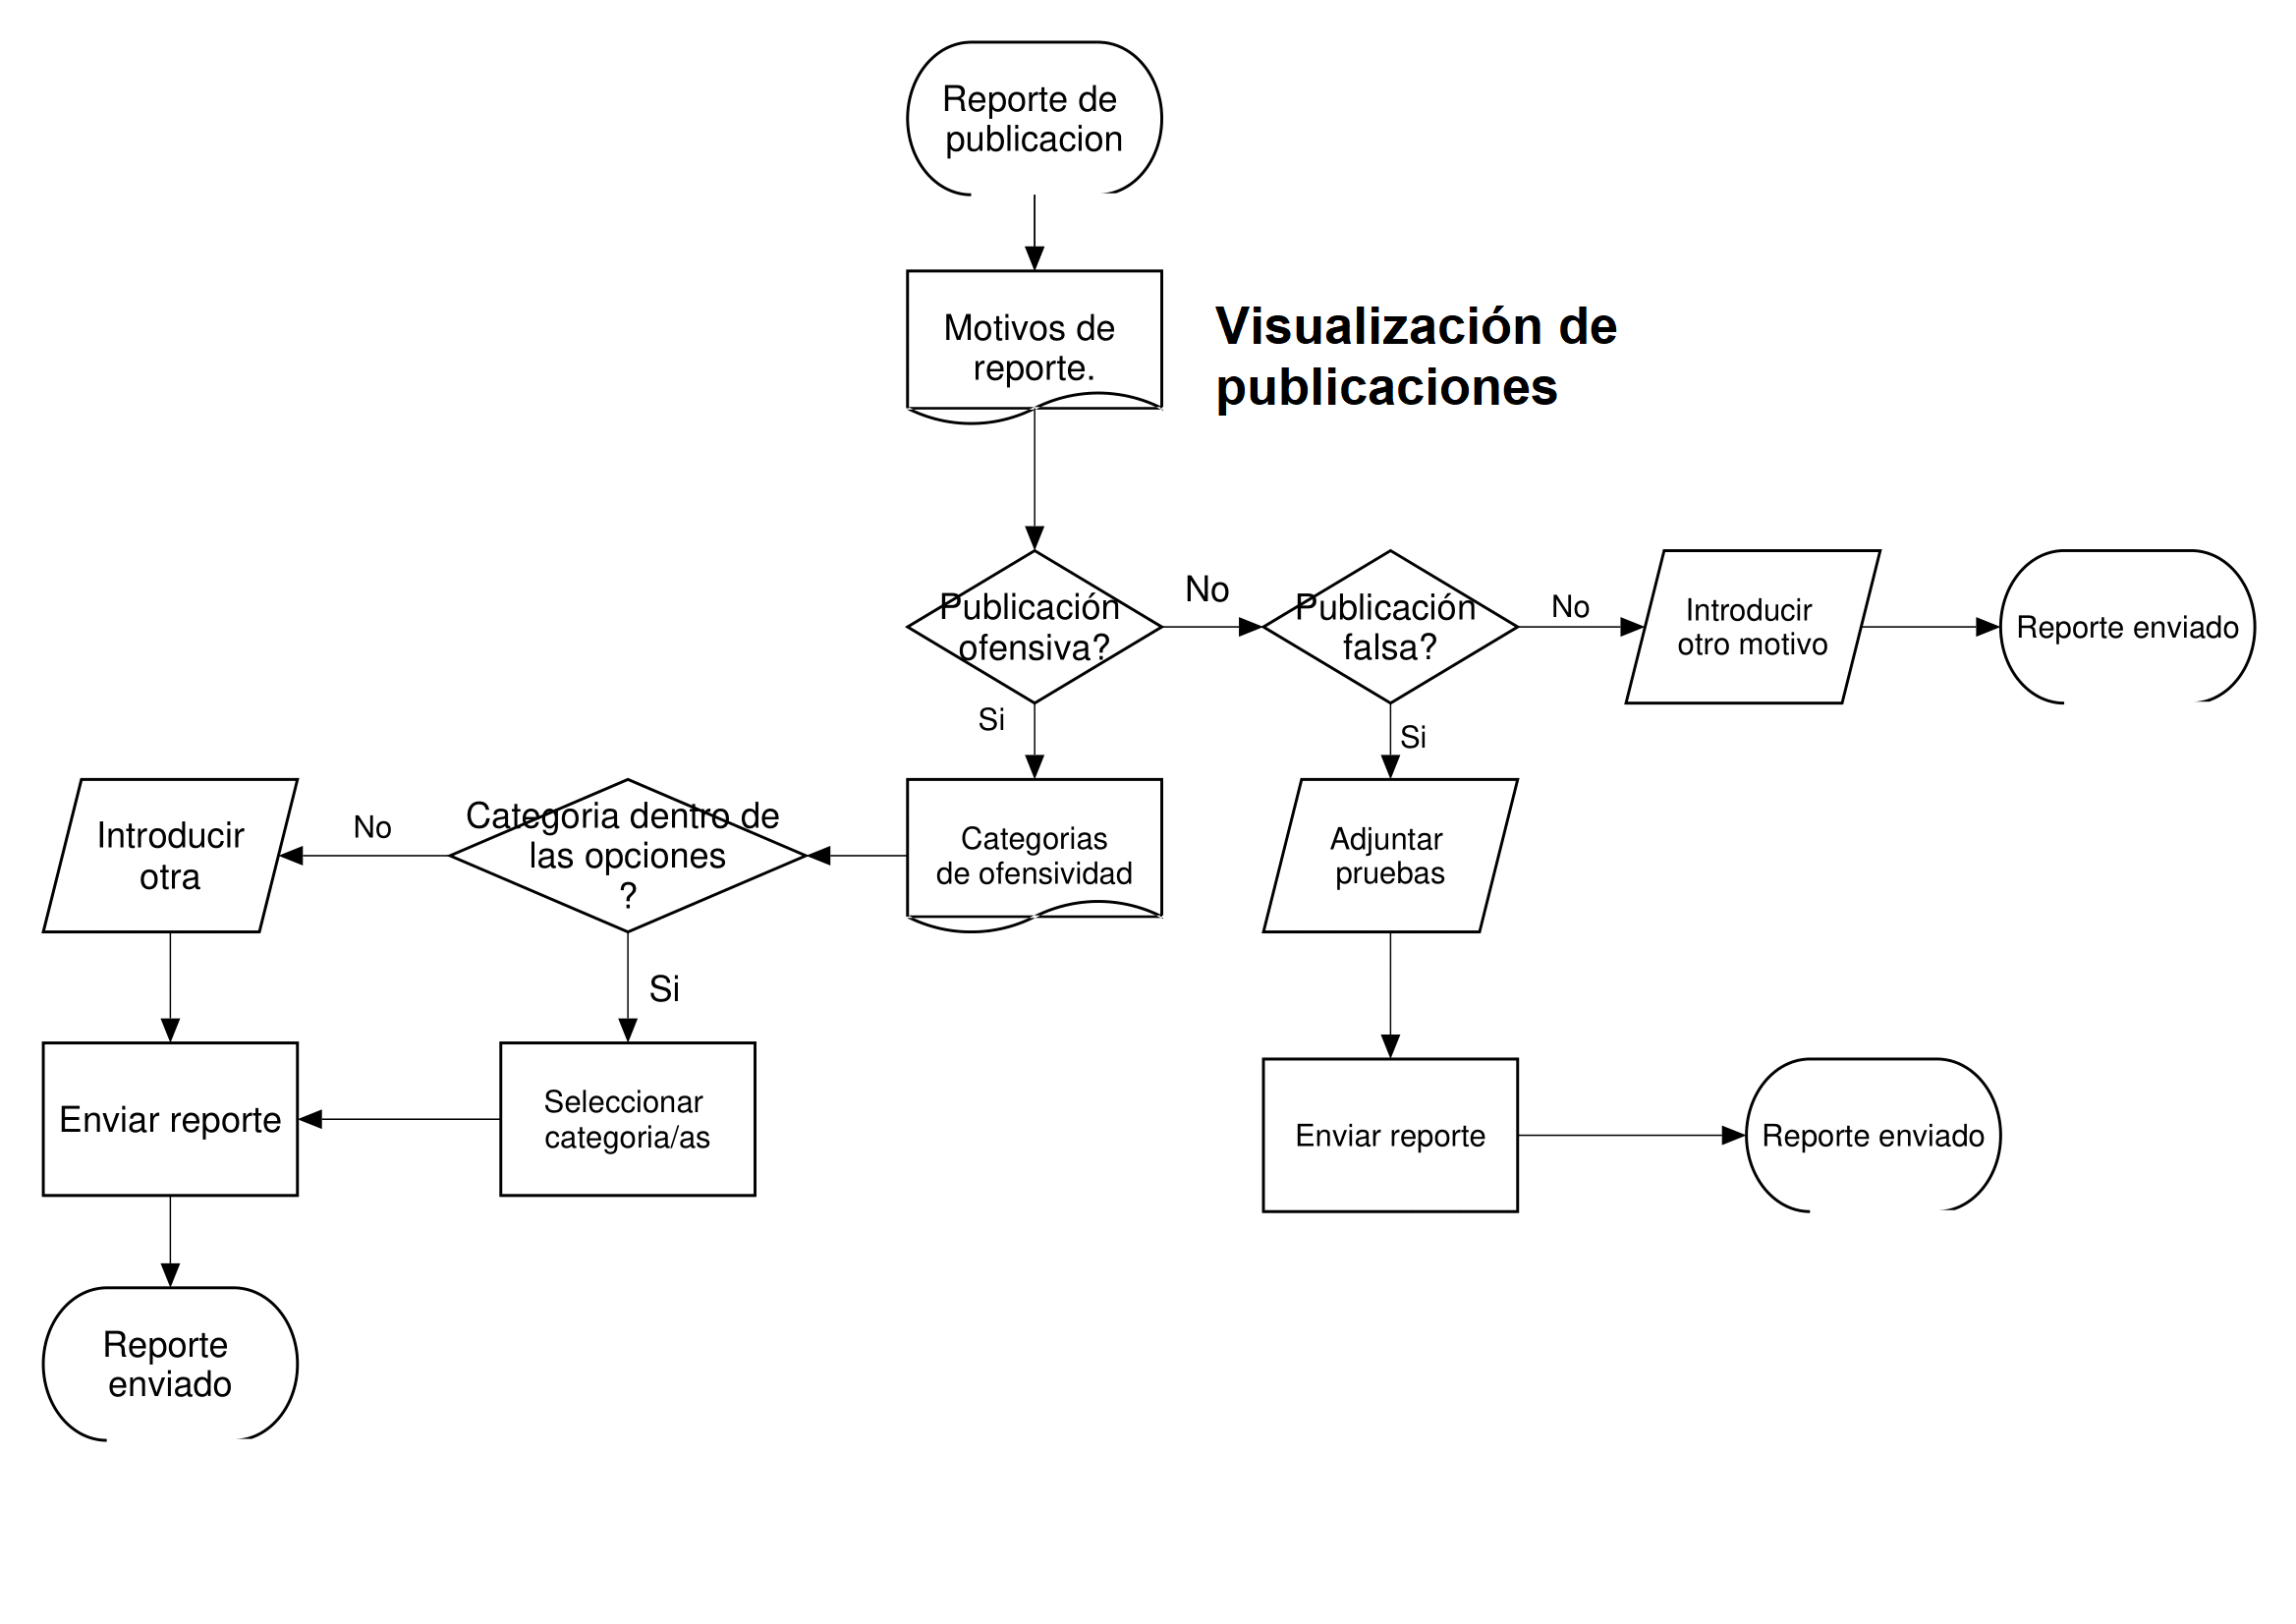 Reporte de
publicacion
Motivos de
reporte.
Visualización de
publicaciones
Publicación
ofensiva?
No
Publicación
falsa?
No
Introducir
otro motivo
Reporte enviado
Si
Si
Introducir
otra
No
Categoria dentro de
las opciones
?
Categorias
de ofensividad
Adjuntar
pruebas
Si
Enviar reporte
Seleccionar
categoria/as
Enviar reporte
Reporte enviado
Reporte
enviado